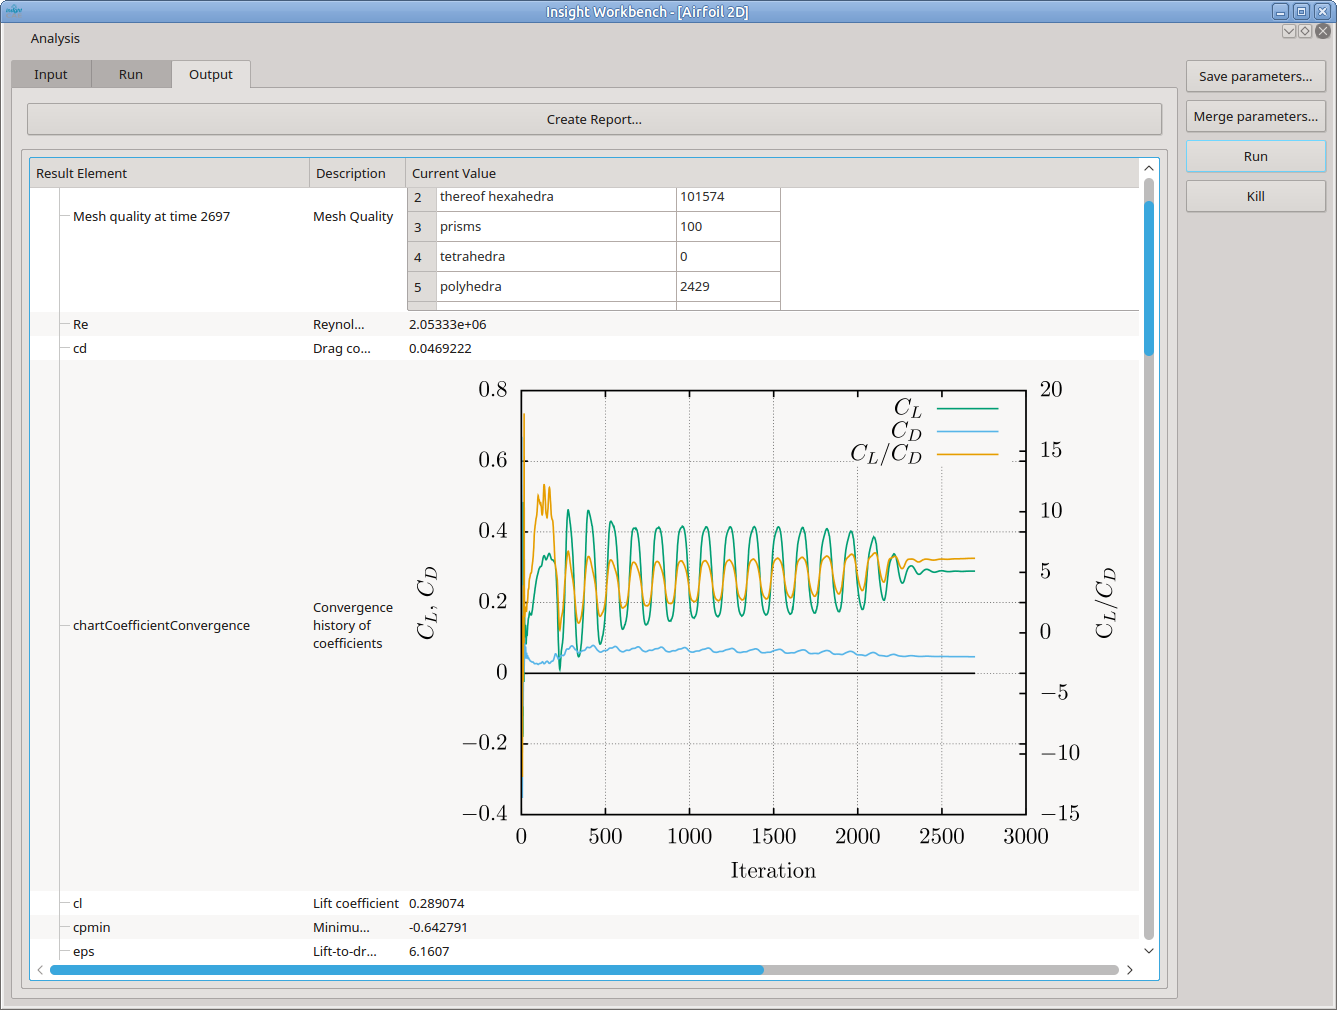 Insight Workbench - [Airfoil 2D]
Analysis
Input Run Output
Save parameters...
Merge parameters...
Run
Kill
Create Report...
Result Element Description Current Value
Mesh quality at time 2697 Mesh Quality
2 thereof hexahedra 101574
3 prisms 100
4 tetrahedra 0
5 polyhedra 2429
Re Reynol... 2.05333e+06
cd Drag co... 0.0469222
chartCoefficientConvergence
Convergence
history of
coefficients
C_L
C_D
C_L/C_D
0.8
0.6
0.4
0.2
0
−0.2
−0.4
C_L, C_D
20
15
10
5
0
−5
−10
−15
C_L/C_D
0 500 1000 1500 2000 2500 3000
Iteration
cl Lift coefficient 0.289074
cpmin Minimu... -0.642791
eps Lift-to-dr... 6.1607